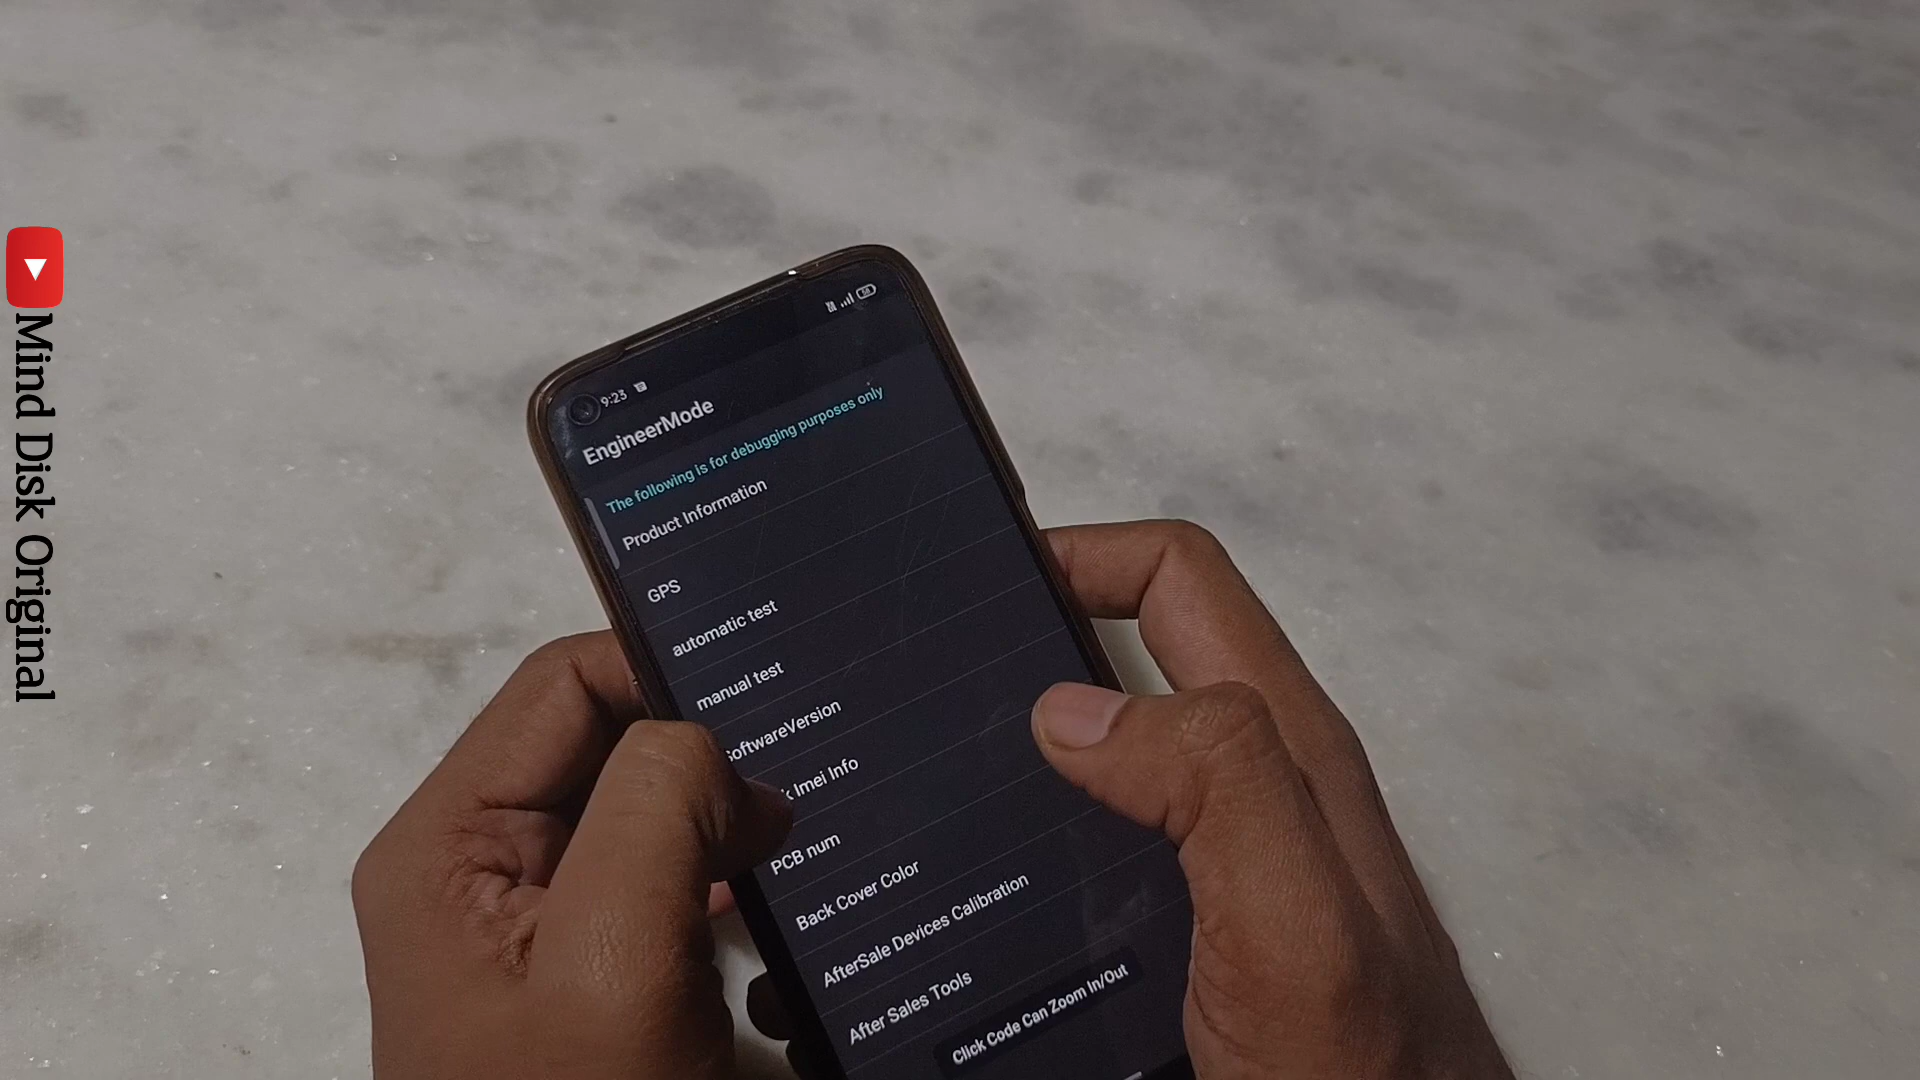 Mind Disk Original
9:23
58
EngineerMode
The following is for debugging purposes only
Product Information
GPS
automatic test
manual test
SoftwareVersion
k Imei Info
PCB num
Back Cover Color
AfterSale Devices Calibration
After Sales Tools
Click Code Can Zoom In/Out